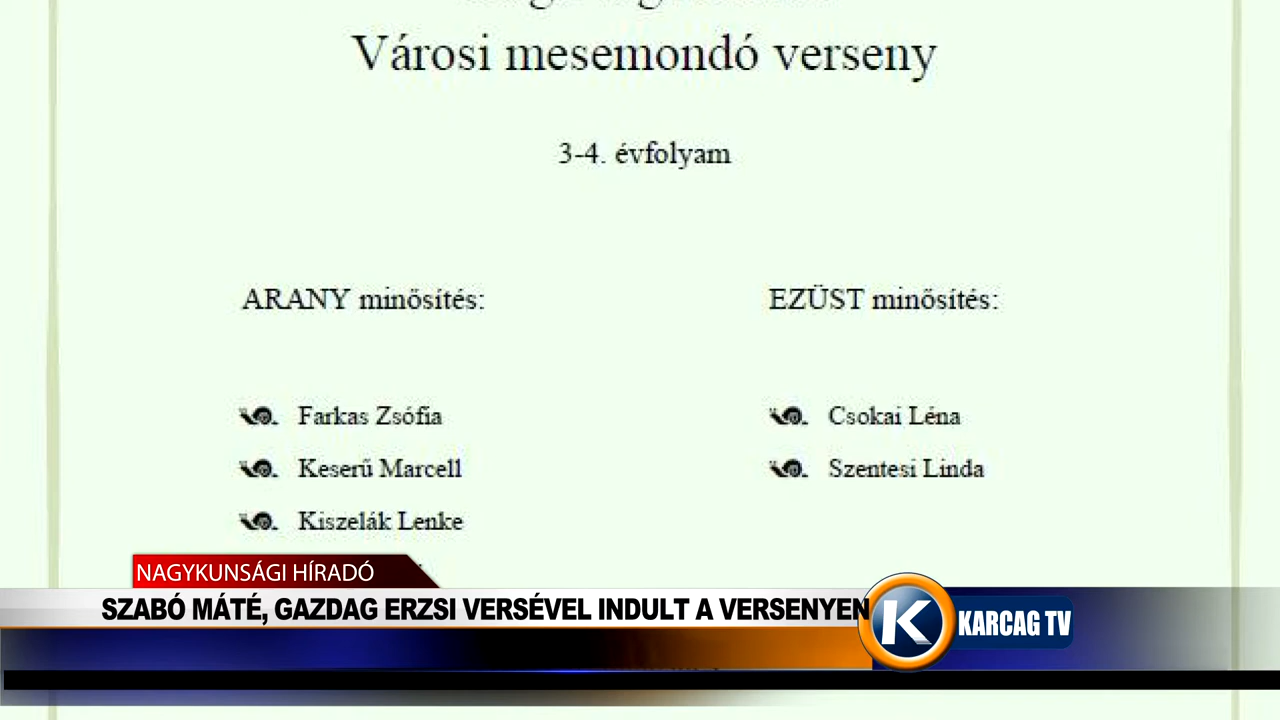 Városi mesemondó verseny
3-4. évfolyam
ARANY minősítés:
EZÜST minősítés:
Farkas Zsófia
Csokai Léna
Keserű Marcell
Szentesi Linda
Kiszelák Lenke
NAGYKUNSÁGI HÍRADÓ
SZABÓ MÁTÉ, GAZDAG ERZSI VERSÉVEL INDULT A VERSENYEN
K KARCAG TV